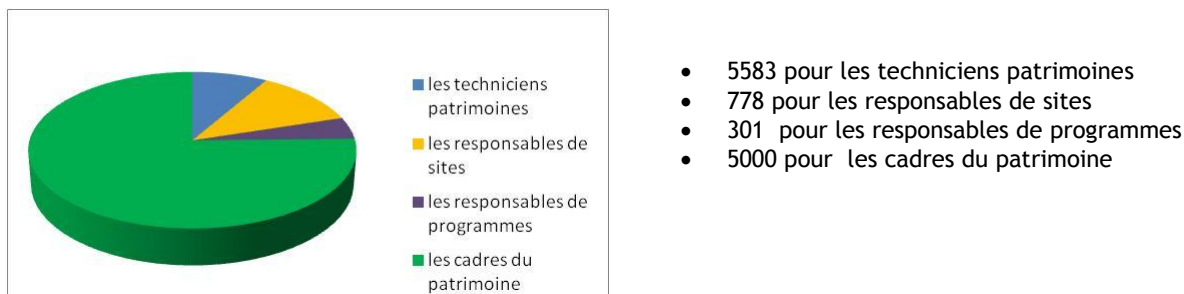 les techniciens
patrimoines
les responsables de
sites
les responsables de
programmes
les cadres du
patrimoine
• 5583 pour les techniciens patrimoines
• 778 pour les responsables de sites
• 301 pour les responsables de programmes
• 5000 pour les cadres du patrimoine